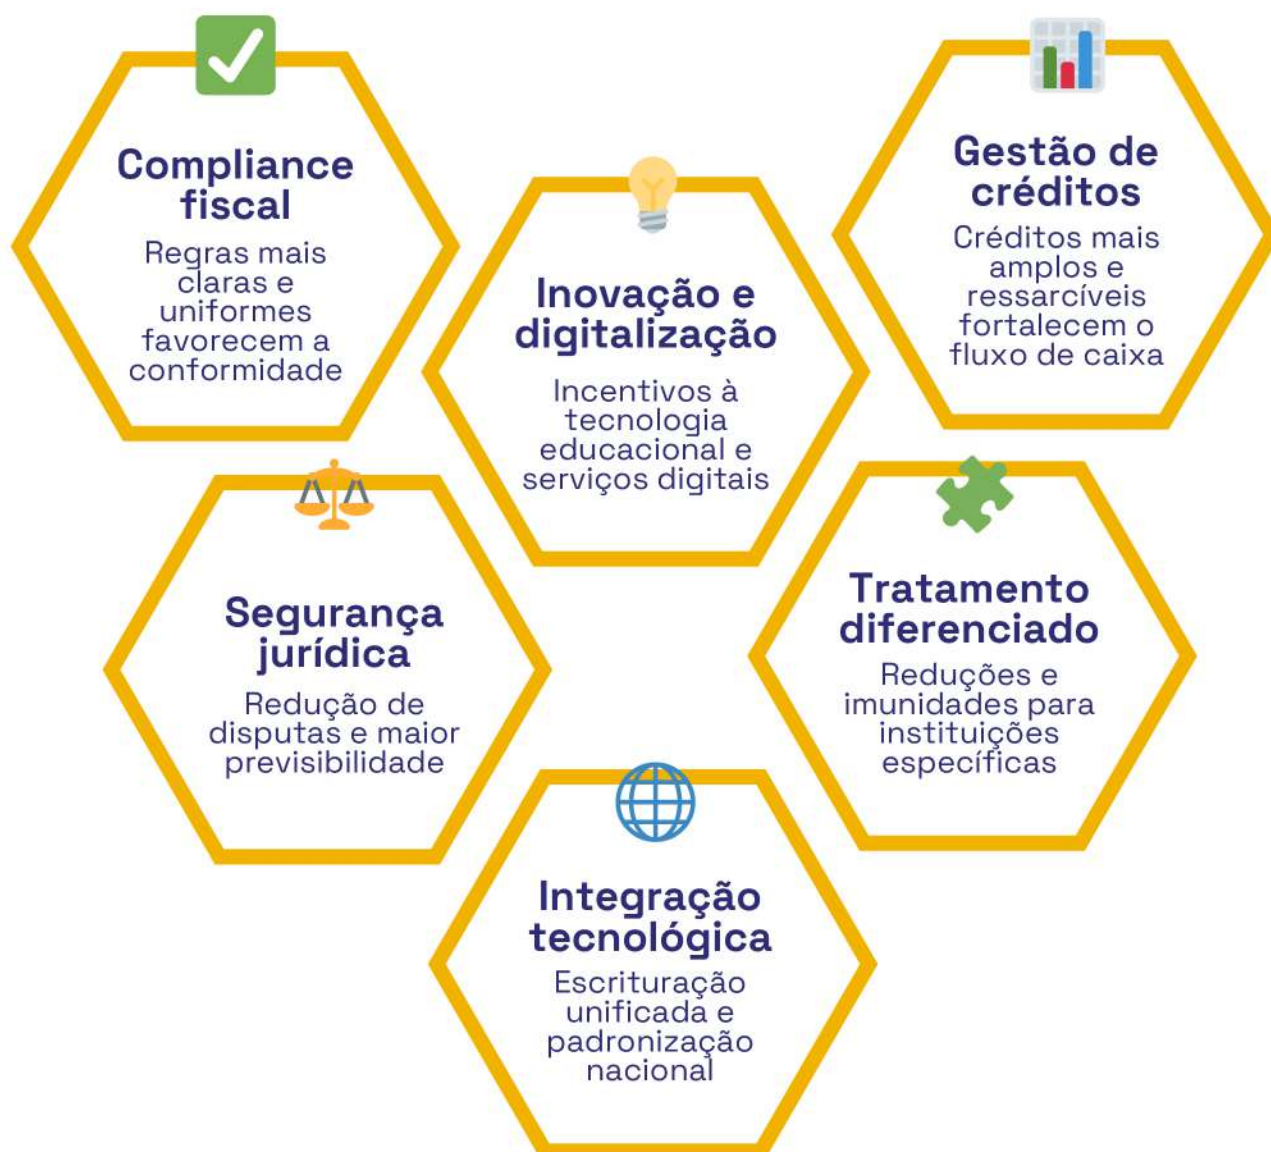 Compliance
fiscal
Regras mais
claras e
uniformes
favorecem a
conformidade
Inovação e
digitalização
Incentivos à
tecnologia
educacional e
serviços digitais
Gestão de
créditos
Créditos mais
amplos e
ressarcíveis
fortalecem o
fluxo de caixa
Segurança
jurídica
Redução de
disputas e maior
previsibilidade
Tratamento
diferenciado
Reduções e
imunidades para
instituições
específicas
Integração
tecnológica
Escrituração
unificada e
padronização
nacional